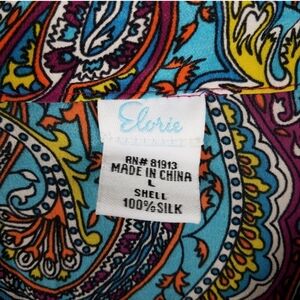 Elorie
RN# 81913
MADE IN CHINA
L
SHELL
100% SILK